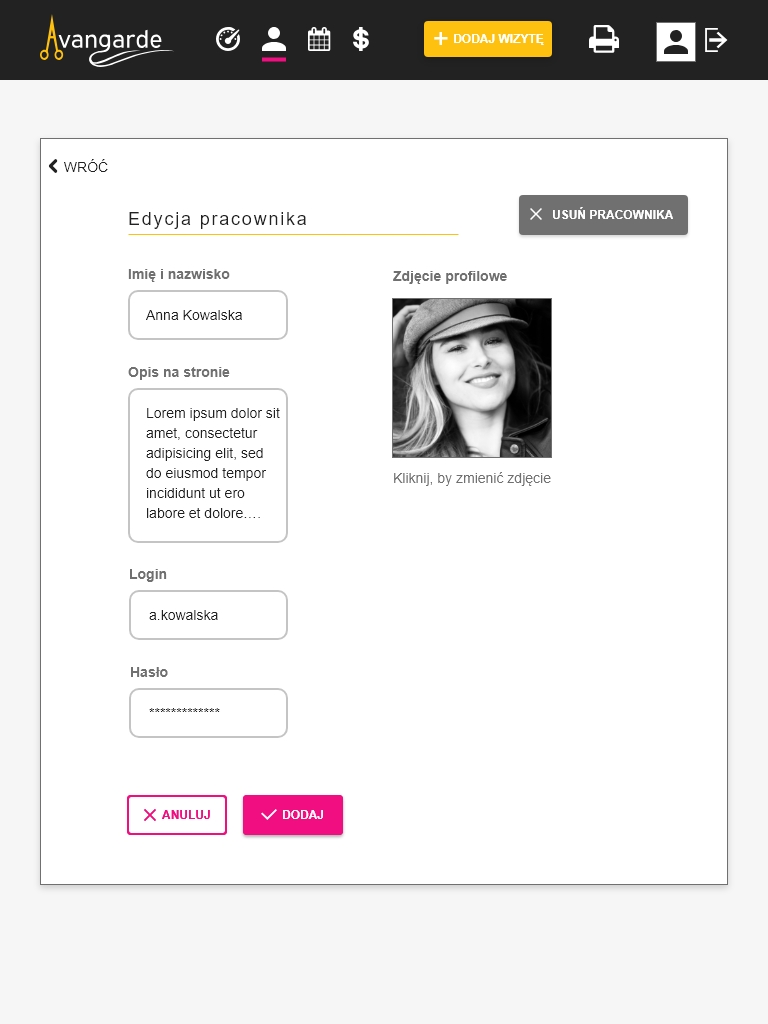 Avangarde
DODAJ WIZYTĘ
WRÓĆ
Edycja pracownika
USUŃ PRACOWNIKA
Imię i nazwisko
Anna Kowalska
Zdjęcie profilowe
Kliknij, by zmienić zdjęcie
Opis na stronie
Lorem ipsum dolor sit
amet, consectetur
adipisicing elit, sed
do eiusmod tempor
incididunt ut ero
labore et dolore....
Login
a.kowalska
Hasło
*************
ANULUJ
DODAJ